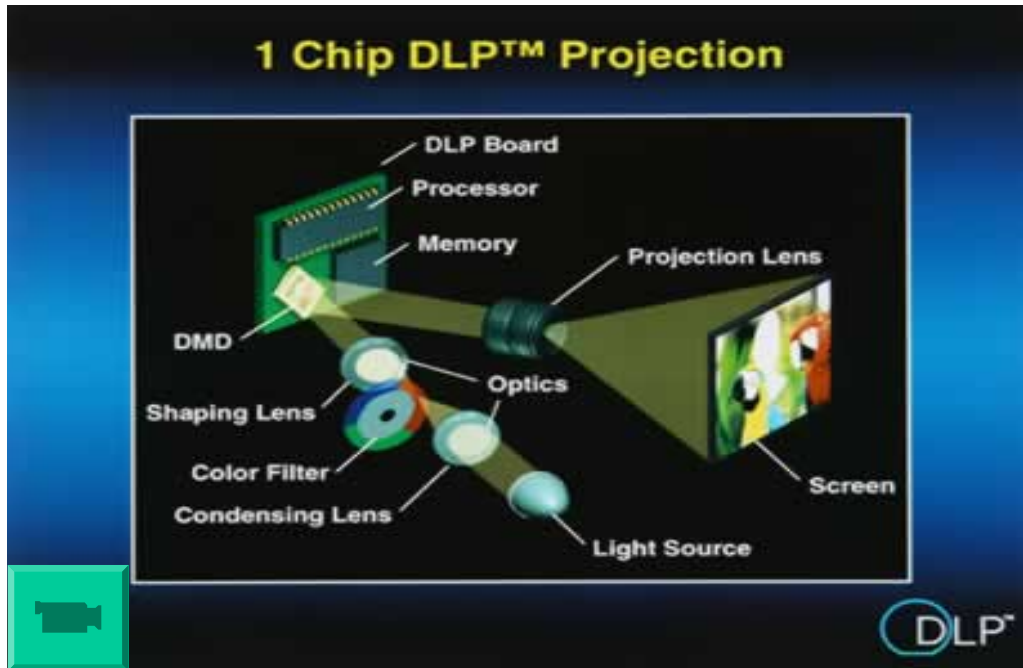 1 Chip DLP™ Projection
DLP Board
Processor
Memory
Projection Lens
DMD
Optics
Shaping Lens
Color Filter
Screen
Condensing Lens
Light Source
DLP™